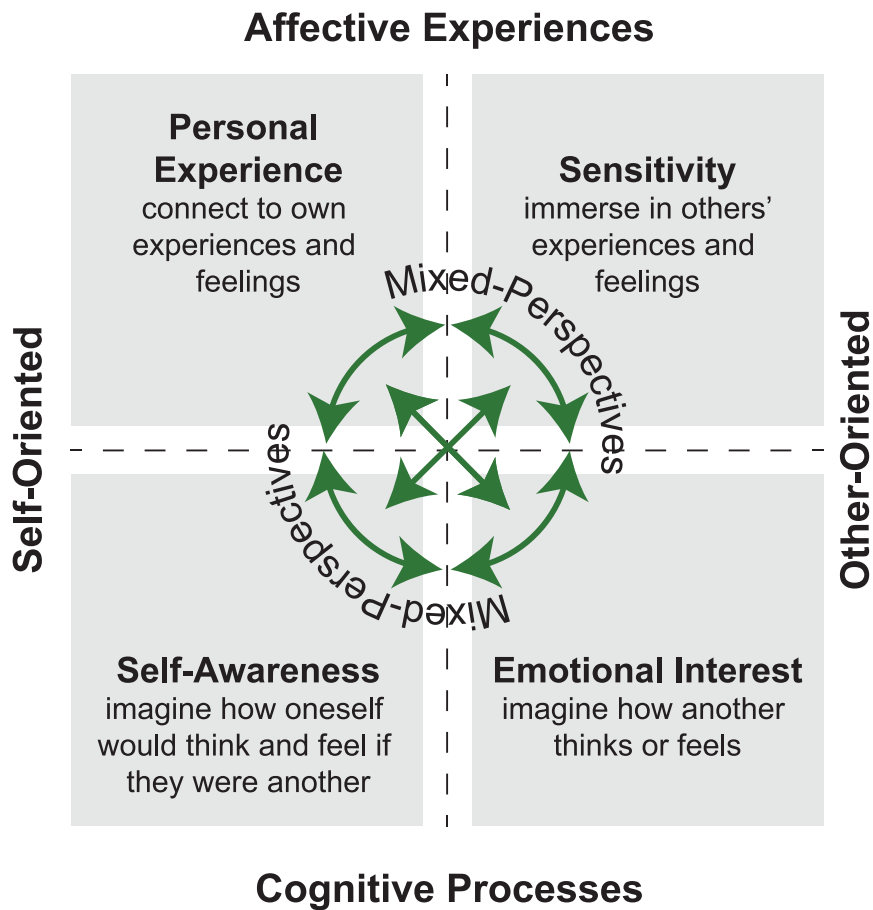 Affective Experiences
Personal
Experience
connect to own
experiences and
feelings
Sensitivity
immerse in others’
experiences and
feelings
Mixed-Perspectives
Self-Oriented
Other-Oriented
Mixed-Perspectives
Self-Awareness
imagine how oneself
would think and feel if
they were another
Emotional Interest
imagine how another
thinks or feels
Cognitive Processes